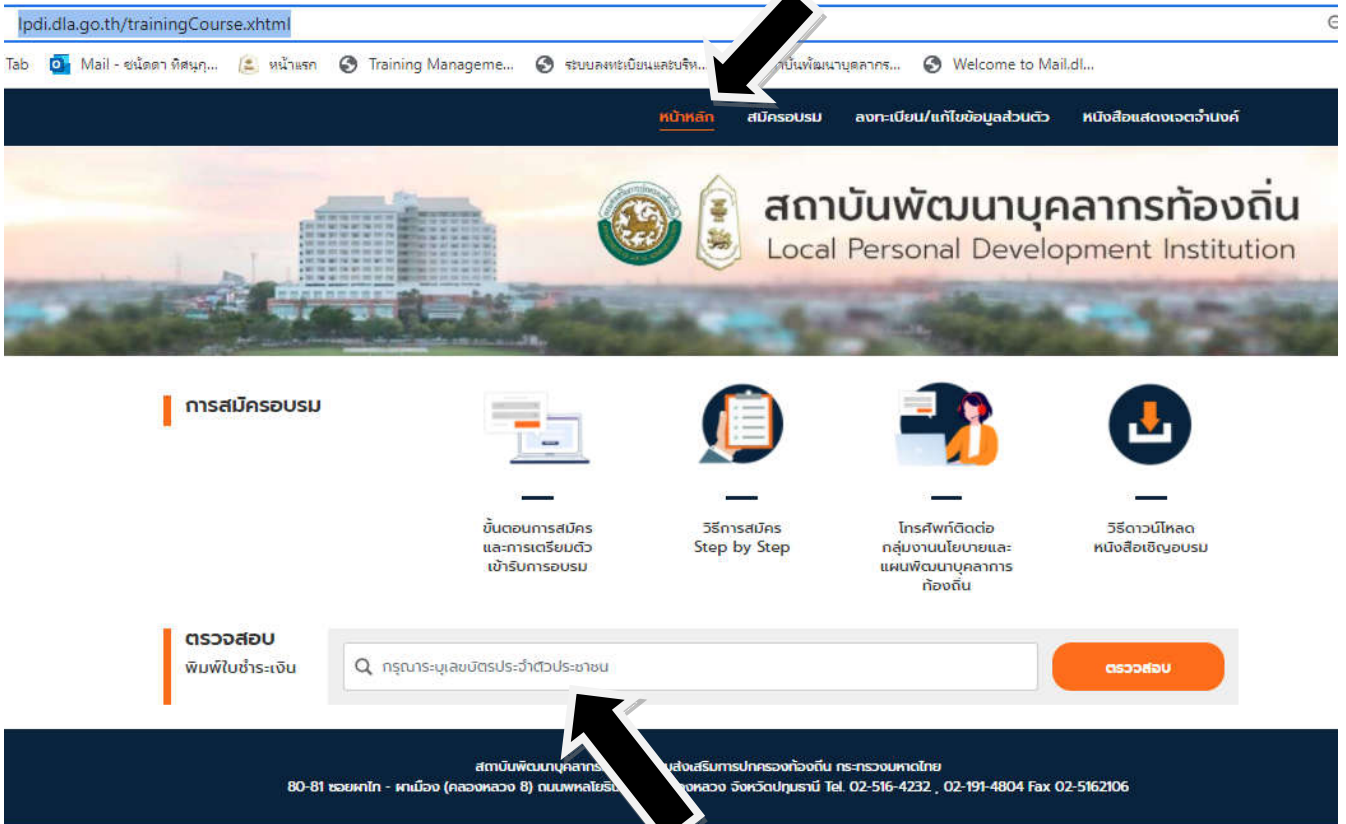 lpdi.dla.go.th/trainingCourse.xhtml
Tab Mail - ชนัดดา ทิศนุก... หน้าแรก Training Manageme... ระบบลงทะเบียนและบริห... บันพัฒนาบุคลากร... Welcome to Mail.dl...
หน้าหลัก สมัครอบรม ลงทะเบียน/แก้ไขข้อมูลส่วนตัว หนังสือแสดงเจตจำนงค์
สถาบันพัฒนาบุคลากรท้องถิ่น
Local Personal Development Institution
การสมัครอบรม
ขั้นตอนการสมัคร
และการเตรียมตัว
เข้ารับการอบรม
วิธีการสมัคร
Step by Step
โทรศัพท์ติดต่อ
กลุ่มงานนโยบายและ
แผนพัฒนาบุคลาการ
ท้องถิ่น
วิธีดาวน์โหลด
หนังสือเชิญอบรม
ตรวจสอบ
พิมพ์ใบชำระเงิน
กรุณาระบุเลขบัตรประจำตัวประชาชน
ตรวจสอบ
สถาบันพัฒนาบุคลากร ส่งเสริมการปกครองท้องถิ่น กระทรวงมหาดไทย
80-81 ซอยผาไท - ผาเมือง (คลองหลวง 8) ถนนพหลโยธิน จังหวัดปทุมธานี Tel. 02-516-4232 , 02-191-4804 Fax 02-5162106